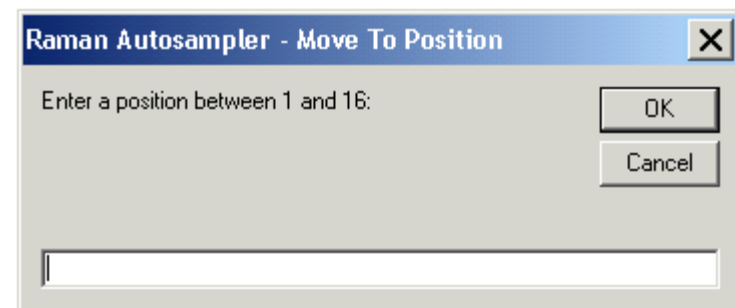 Raman Autosampler - Move To Position
Enter a position between 1 and 16:
OK
Cancel